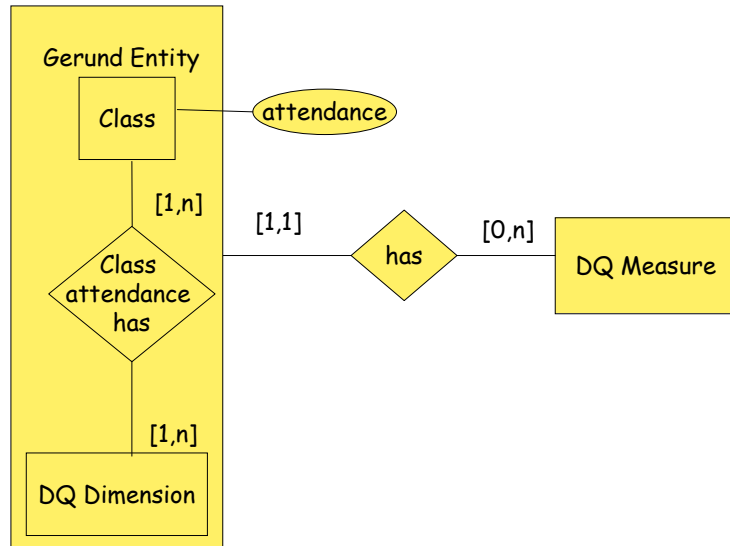 Gerund Entity
Class
attendance
[1,n]
[1,1]
[0,n]
has
DQ Measure
Class
attendance
has
[1,n]
DQ Dimension